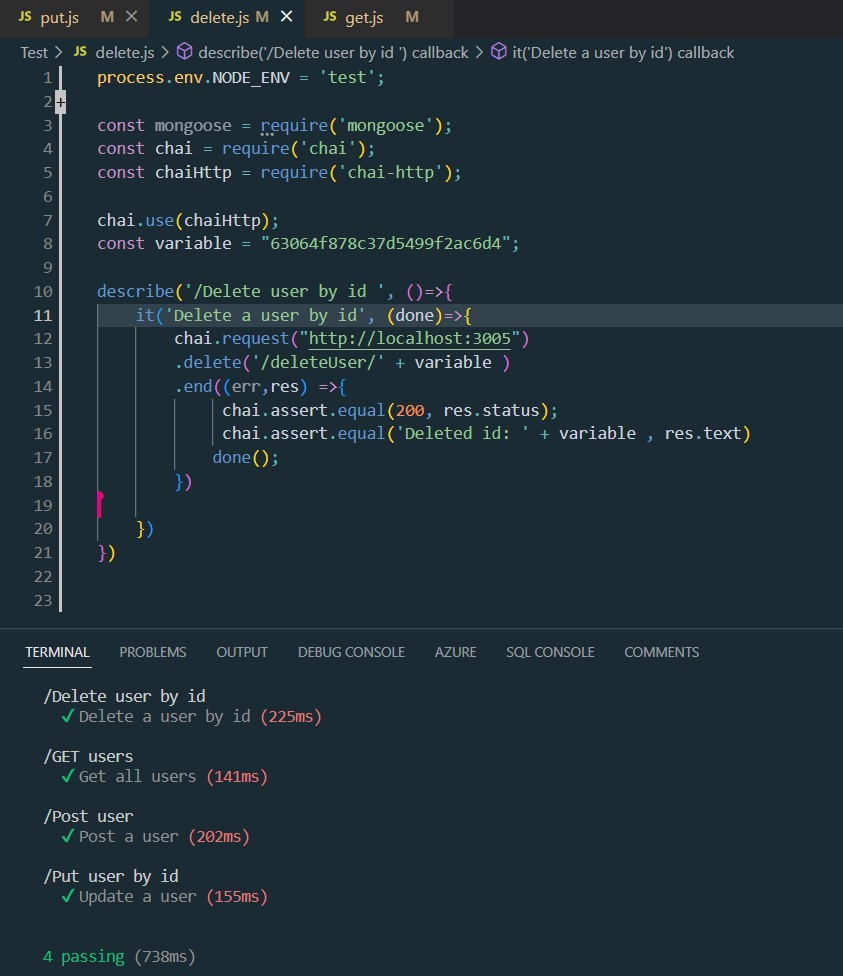 JS put.js M × JS delete.js M × JS get.js M
Test > JS delete.js > describe('/Delete user by id ') callback > it('Delete a user by id') callback
1 process.env.NODE_ENV = 'test';
2 +
3 const mongoose = require('mongoose');
4 const chai = require('chai');
5 const chaiHttp = require('chai-http');
6
7 chai.use(chaiHttp);
8 const variable = "63064f878c37d5499f2ac6d4";
9
10 describe('/Delete user by id ', ()=>{
11 it('Delete a user by id', (done)=>{
12 chai.request("http://localhost:3005")
13 .delete('/deleteUser/' + variable )
14 .end((err,res) =>{
15 chai.assert.equal(200, res.status);
16 chai.assert.equal('Deleted id: ' + variable , res.text)
17 done();
18 })
19
20 })
21 })
22
23
TERMINAL PROBLEMS OUTPUT DEBUG CONSOLE AZURE SQL CONSOLE COMMENTS
/Delete user by id
✓ Delete a user by id (225ms)
/GET users
✓ Get all users (141ms)
/Post user
✓ Post a user (202ms)
/Put user by id
✓ Update a user (155ms)
4 passing (738ms)